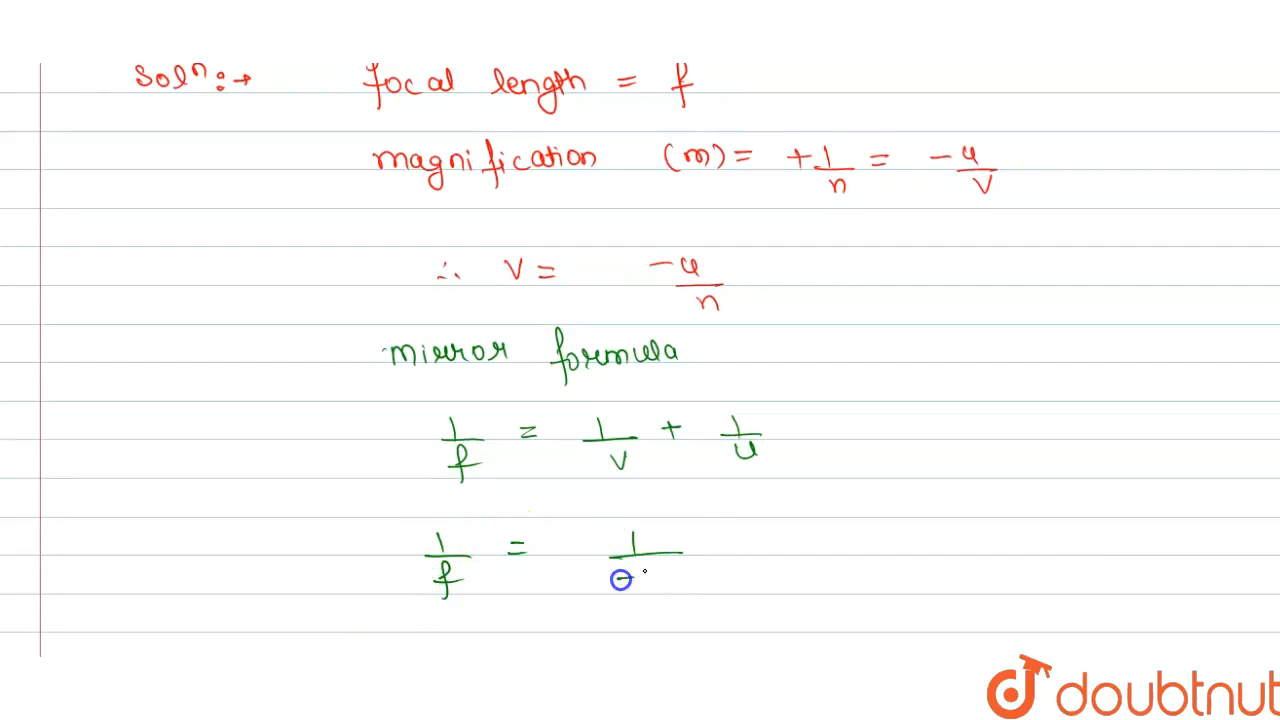 Solⁿ :→ focal length = f
magnification (m) = +1/n = -u/v
∴ v = -u/n
mirror formula
1/f = 1/v + 1/u
1/f = 1/-
doubtnut